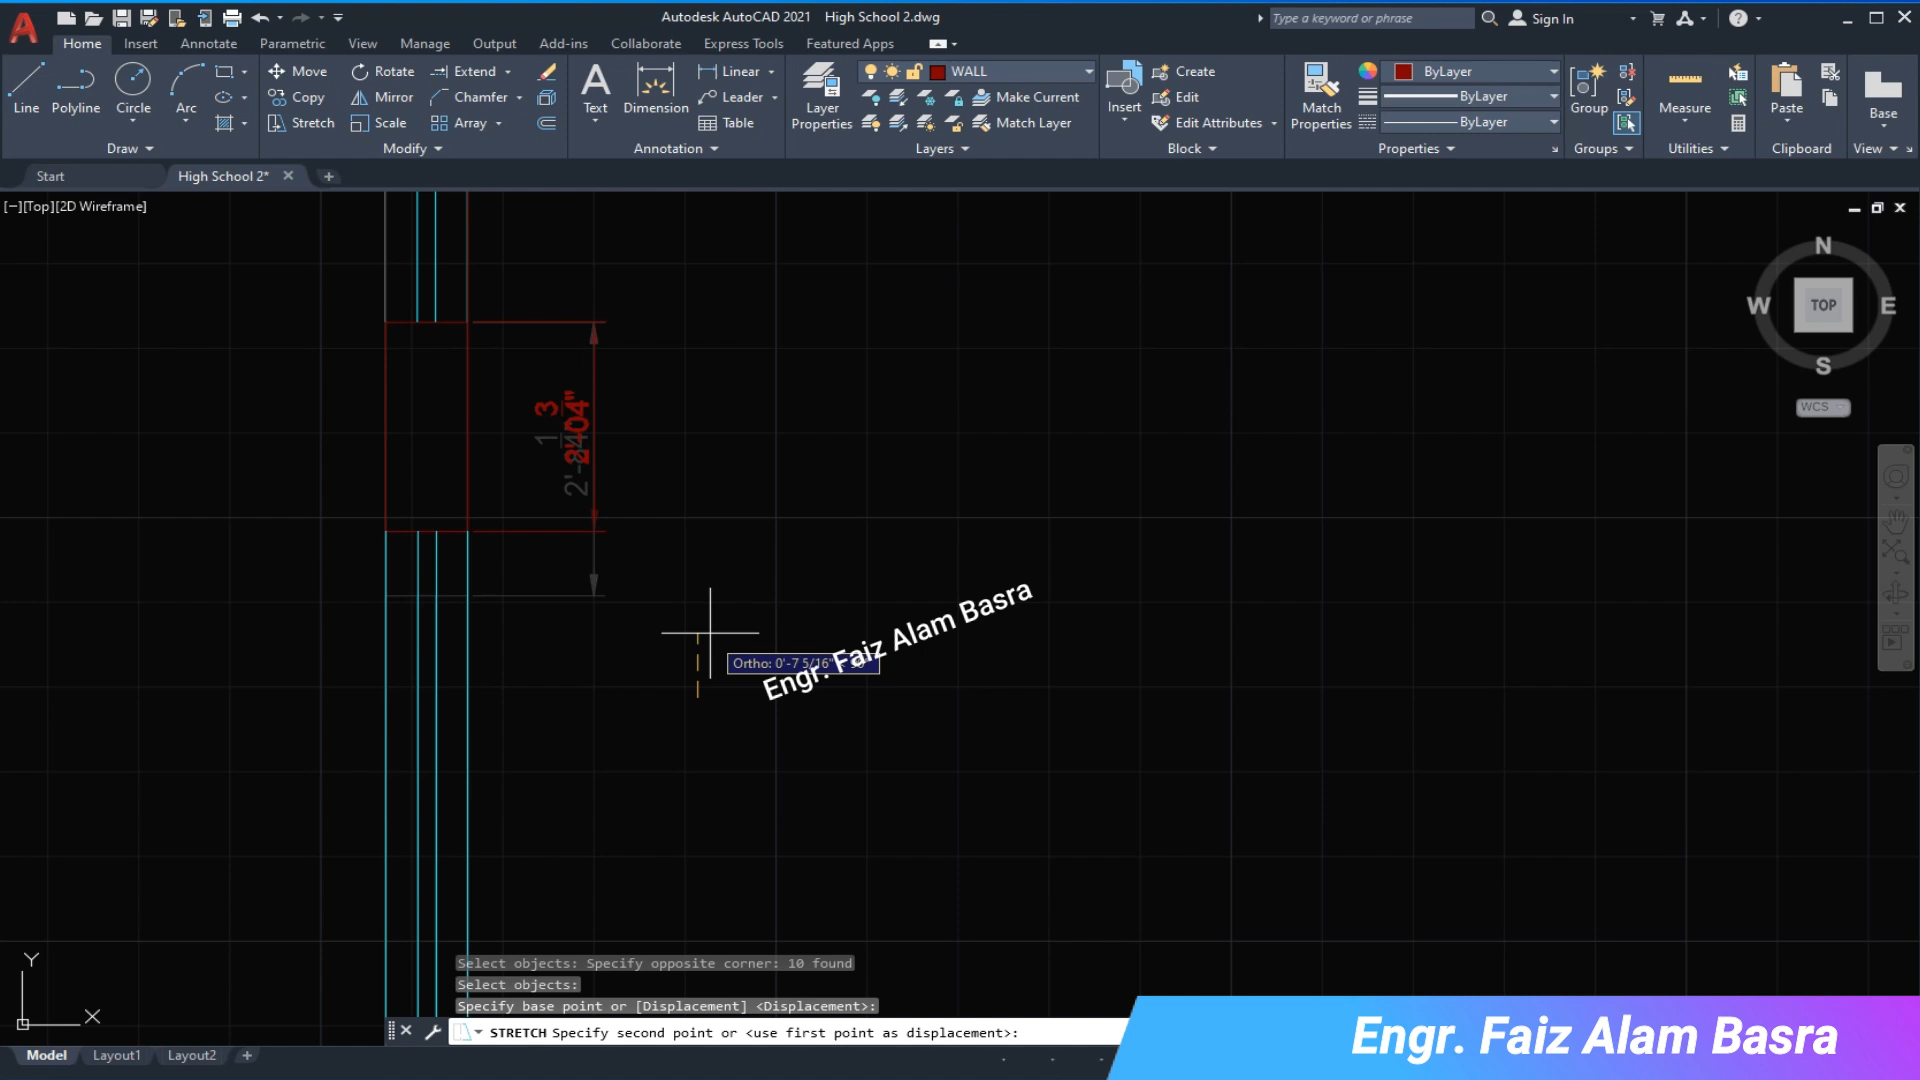 Autodesk AutoCAD 2021 High School 2.dwg
Type a keyword or phrase
Sign In
Home Insert Annotate Parametric View Manage Output Add-ins Collaborate Express Tools Featured Apps
Line Polyline Circle Arc
Move Rotate Extend
Copy Mirror Chamfer
Stretch Scale Array
Text Dimension
Linear
Leader
Table
Layer Properties
WALL
Make Current
Match Layer
Insert
Create
Edit
Edit Attributes
Match Properties
ByLayer
ByLayer
ByLayer
Group
Measure
Paste
Base
Draw Modify Annotation Layers Block Properties Groups Utilities Clipboard View
Start High School 2*
[−][Top][2D Wireframe]
N
W TOP E
S
WCS
Engr. Faiz Alam Basra
Ortho: 0'-7 5/16"
Y
X
Select objects: Specify opposite corner: 10 found
Select objects:
Specify base point or [Displacement] <Displacement>:
STRETCH Specify second point or <use first point as displacement>:
Model Layout1 Layout2
Engr. Faiz Alam Basra